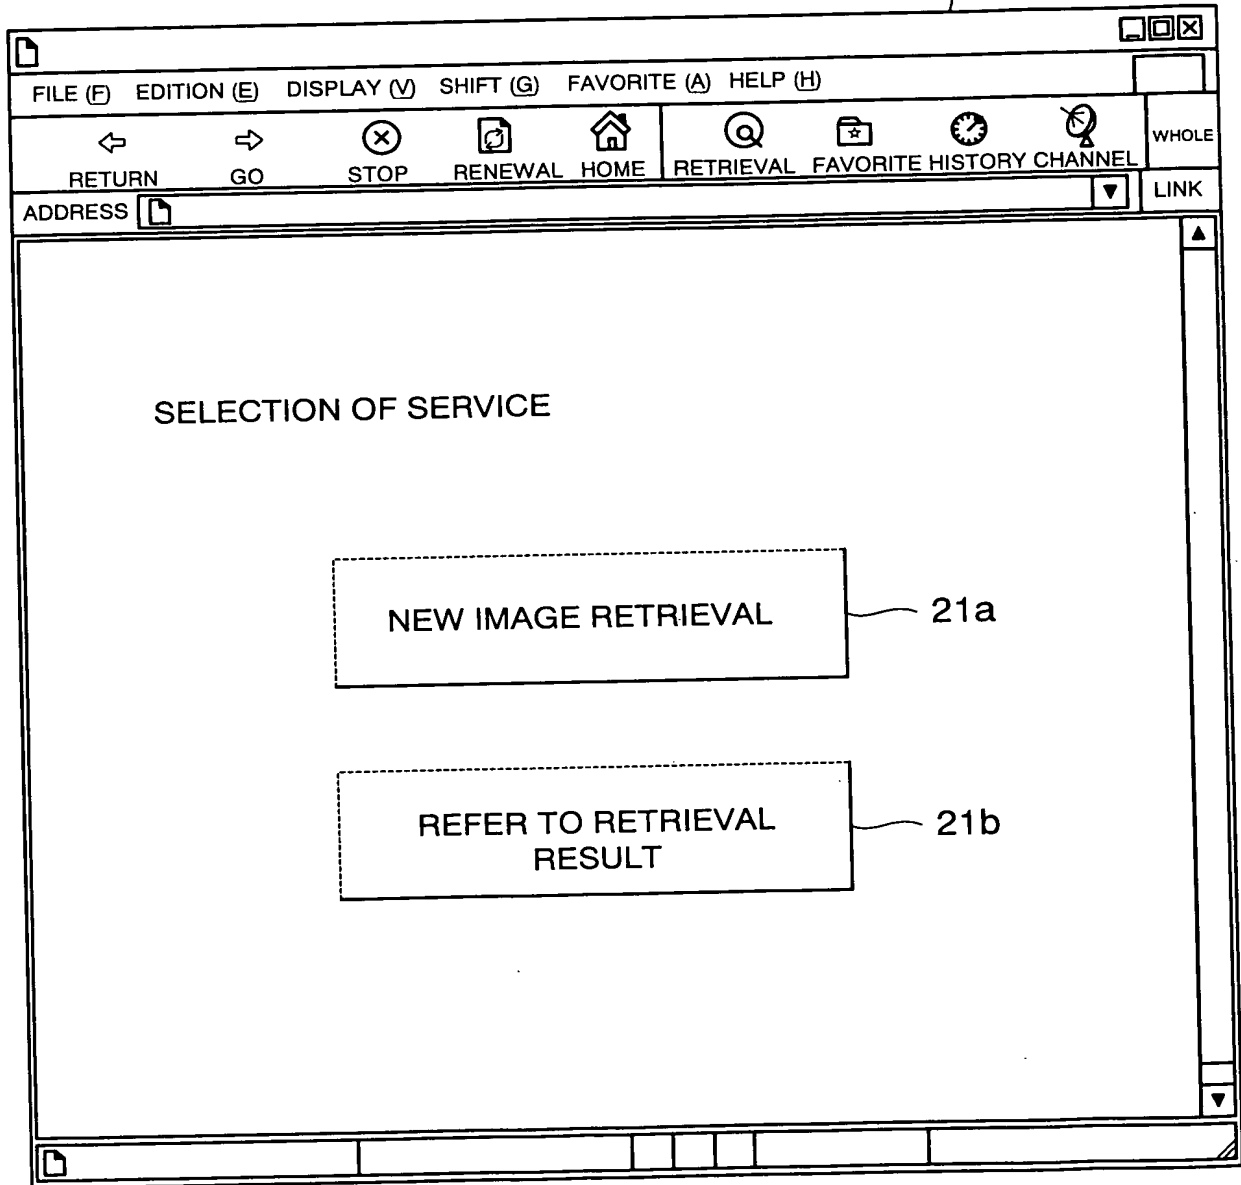 FILE (F) EDITION (E) DISPLAY (V) SHIFT (G) FAVORITE (A) HELP (H)
RETURN GO STOP RENEWAL HOME RETRIEVAL FAVORITE HISTORY CHANNEL WHOLE
ADDRESS LINK
SELECTION OF SERVICE
NEW IMAGE RETRIEVAL 21a
REFER TO RETRIEVAL
RESULT
21b